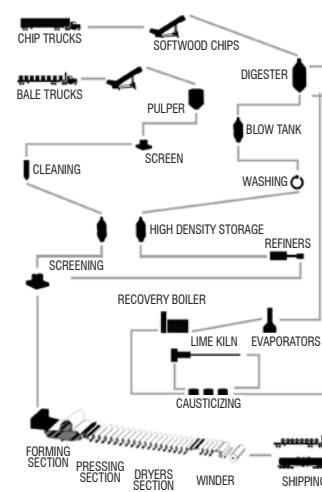 CHIP TRUCKS
SOFTWOOD CHIPS
DIGESTER
BALE TRUCKS
PULPER
BLOW TANK
SCREEN
CLEANING
WASHING
HIGH DENSITY STORAGE
REFINERS
SCREENING
RECOVERY BOILER
LIME KILN
EVAPORATORS
CAUSTICIZING
FORMING
SECTION
PRESSING
SECTION
DRYERS
SECTION
WINDER
SHIPPING